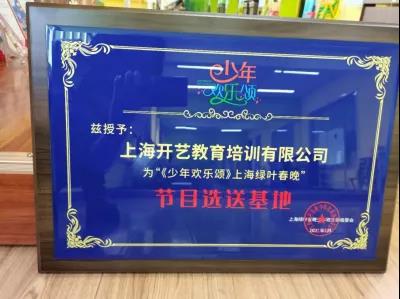 少年
欢乐颂
兹授予：
上海开艺教育培训有限公司
为“《少年欢乐颂》上海绿叶春晚”
节目选送基地